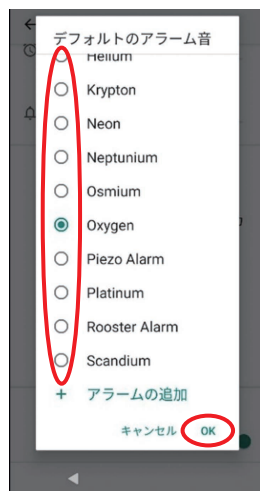 デフォルトのアラーム音
Helium
Krypton
Neon
Neptunium
Osmium
Oxygen
Piezo Alarm
Platinum
Rooster Alarm
Scandium
+ アラームの追加
キャンセル OK